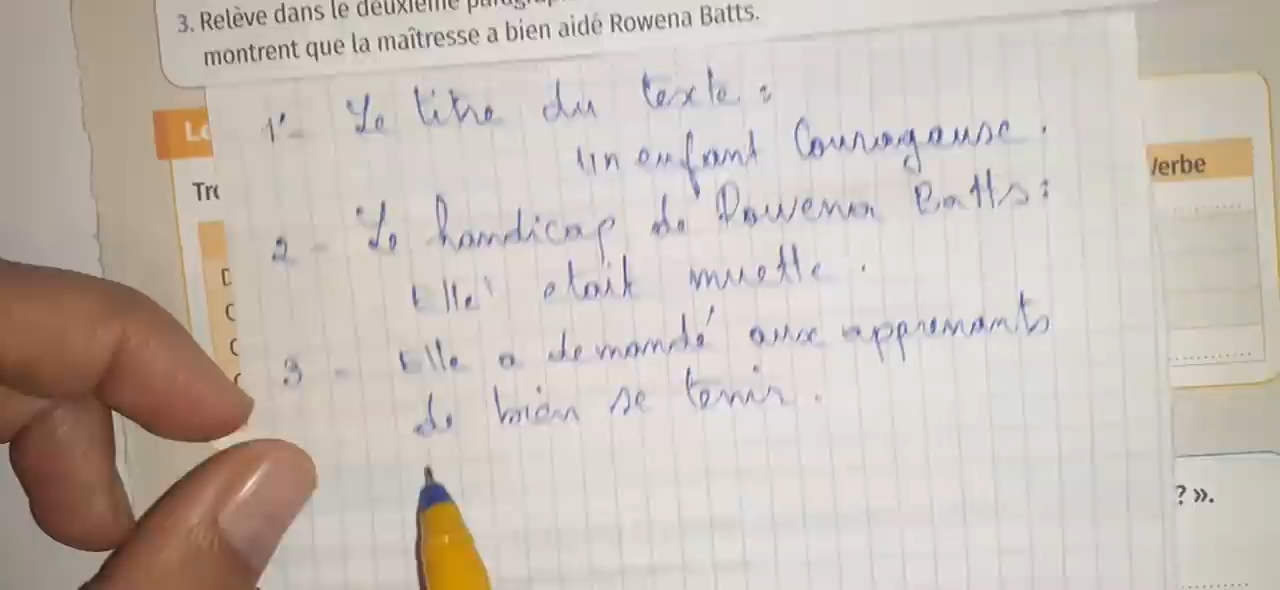 3. Relève dans le deuxième
montrent que la maîtresse a bien aidé Rowena Batts.
1- Le titre du texte :
un enfant Courageuse.
Verbe
2 - Le handicap de Rowena Batts :
Elle était muette.
3 - Elle a demandé aux apprenants
de bien se tenir.
? ».